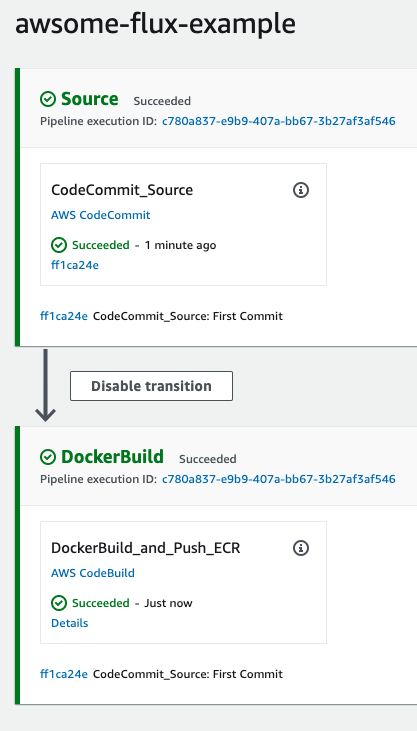 awsome-flux-example
Source Succeeded
Pipeline execution ID: c780a837-e9b9-407a-bb67-3b27af3af546
CodeCommit_Source
AWS CodeCommit
Succeeded - 1 minute ago
ff1ca24e
ff1ca24e CodeCommit_Source: First Commit
Disable transition
DockerBuild Succeeded
Pipeline execution ID: c780a837-e9b9-407a-bb67-3b27af3af546
DockerBuild_and_Push_ECR
AWS CodeBuild
Succeeded - Just now
Details
ff1ca24e CodeCommit_Source: First Commit